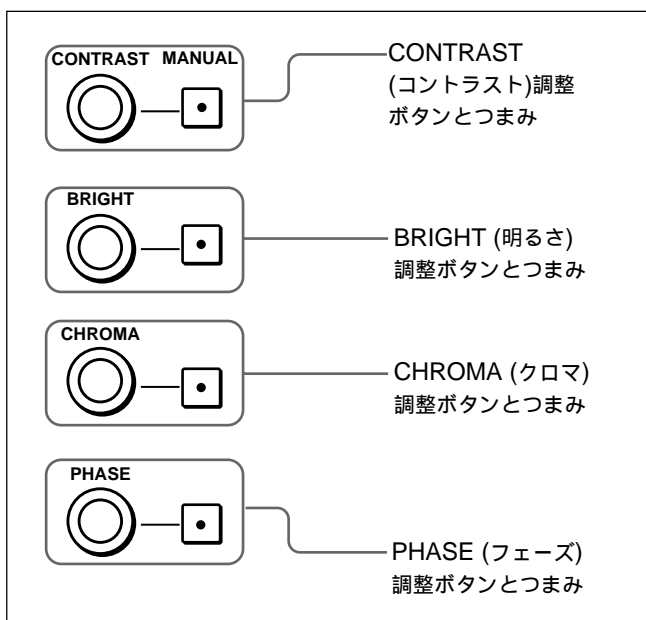 CONTRAST MANUAL
CONTRAST
(コントラスト)調整
ボタンとつまみ
BRIGHT
BRIGHT (明るさ)
調整ボタンとつまみ
CHROMA
CHROMA (クロマ)
調整ボタンとつまみ
PHASE
PHASE (フェーズ)
調整ボタンとつまみ